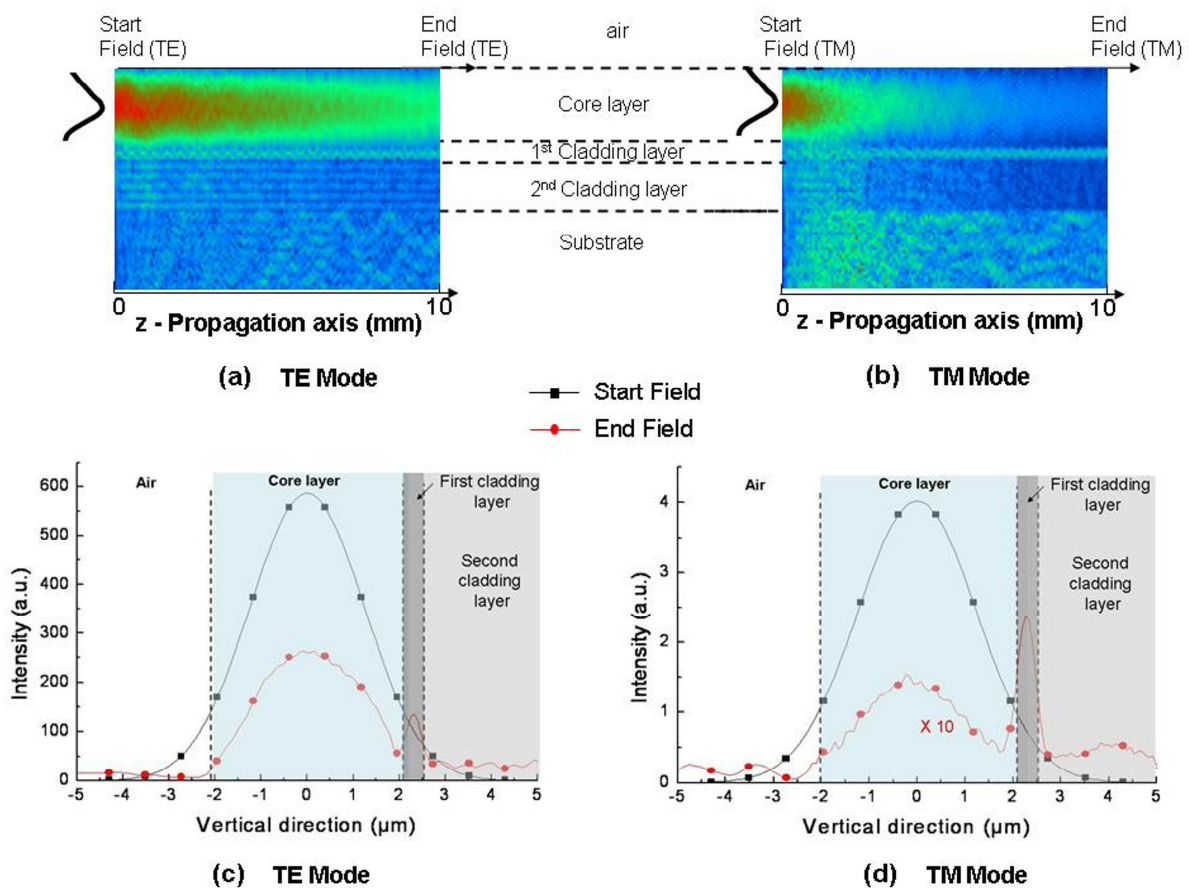 Start
Field (TE)
End
Field (TE)
air
Start
Field (TM)
End
Field (TM)
Core layer
1st Cladding layer
2nd Cladding layer
Substrate
0
10
z - Propagation axis (mm)
0
10
z - Propagation axis (mm)
(a) TE Mode
(b) TM Mode
Start Field
End Field
600
500
400
300
200
100
0
Intensity (a.u.)
Air
Core layer
First cladding
layer
Second
cladding
layer
-5 -4 -3 -2 -1 0 1 2 3 4 5
Vertical direction (µm)
(c) TE Mode
4
3
2
1
0
Intensity (a.u.)
Air
Core layer
First cladding
layer
Second
cladding
layer
X 10
-5 -4 -3 -2 -1 0 1 2 3 4 5
Vertical direction (µm)
(d) TM Mode